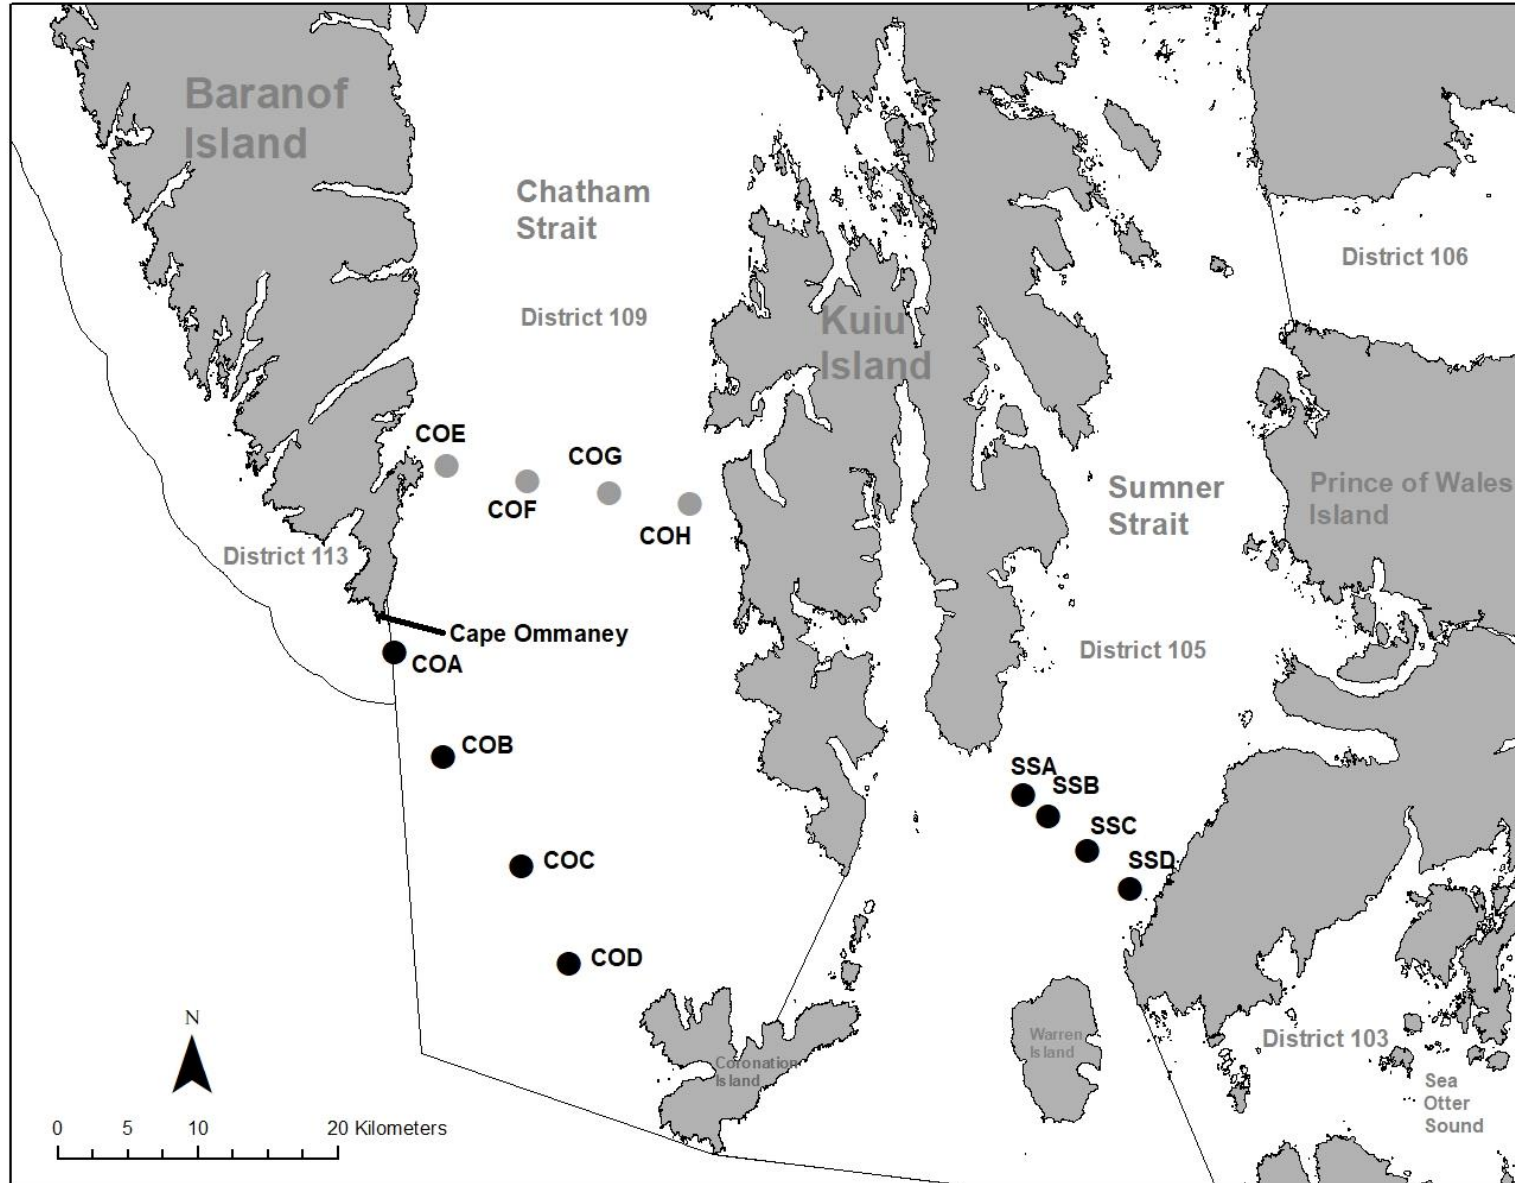 Baranof
Island
Chatham
Strait
District 106
District 109
Kuiu
Island
COE
COG
COF
COH
Sumner
Strait
Prince of Wales
Island
District 113
Cape Ommaney
COA
District 105
COB
SSA
SSB
SSC
SSD
COC
COD
N
Warren
Island
District 103
Coronation
Island
Sea
Otter
Sound
0 5 10 20 Kilometers